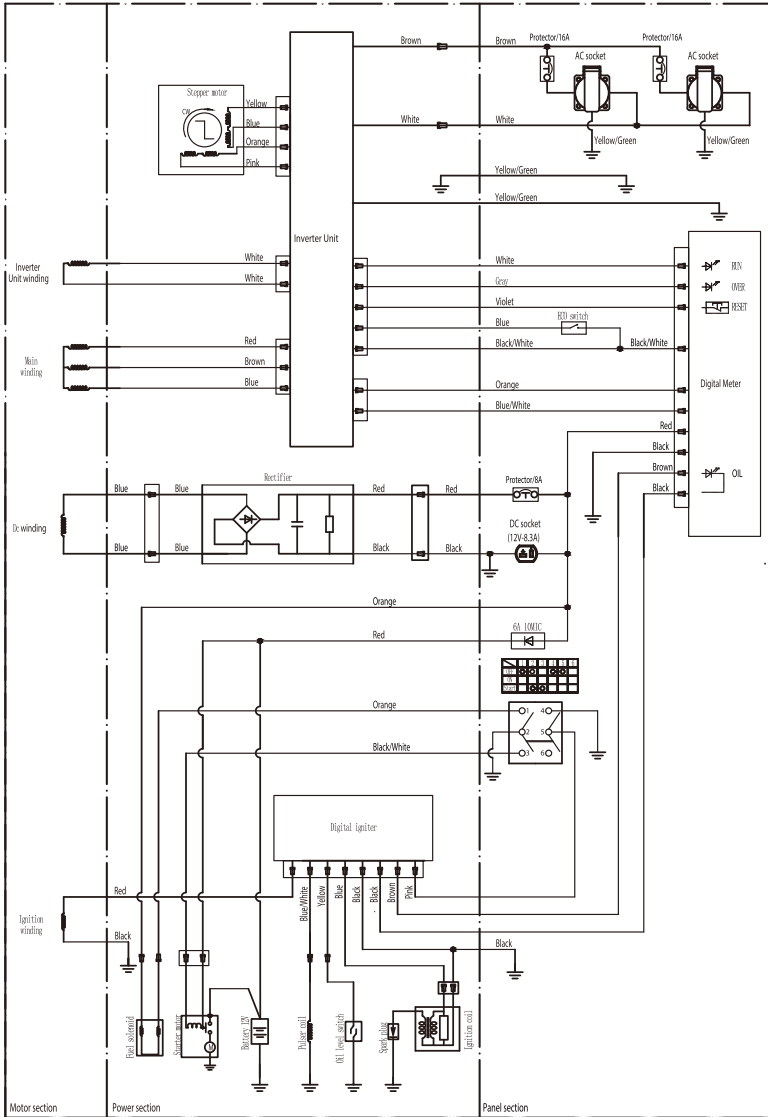 Brown
Brown
Protector/16A
AC socket
Protector/16A
AC socket
Stepper motor
CW
Yellow
Blue
Orange
Pink
White
White
Yellow/Green
Yellow/Green
Yellow/Green
Yellow/Green
Inverter Unit
Inverter
Unit winding
White
White
White
Gray
Violet
Blue
ECO switch
Black/White
Black/White
RUN
OVER
RESET
Main
winding
Red
Brown
Blue
Orange
Blue/White
Red
Black
Brown
Black
Digital Meter
OIL
Dc winding
Blue
Blue
Blue
Blue
Rectifier
Red
Red
Black
Black
Protector/8A
DC socket
(12V-8.3A)
Orange
Red
6A 10MIC
Orange
Black/White
1 4
2 5
3 6
Digital igniter
Blue/White
Yellow
Blue
Black
Black
Brown
Pink
Red
Black
Black
Ignition
winding
Fuel solenoid
Starter motor
M
Battery 12V
Pulser coil
Oil level switch
Spark plug
Ignition coil
Motor section
Power section
Panel section